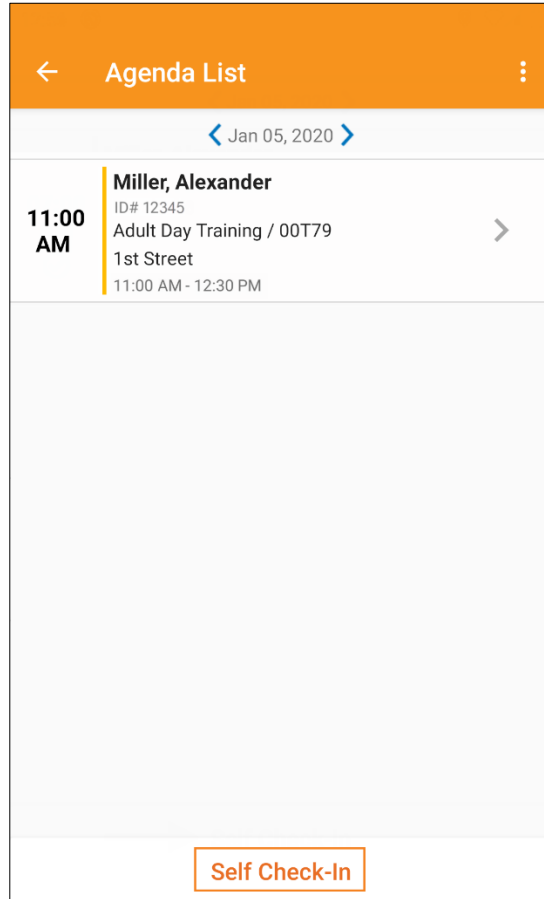 Agenda List
Jan 05, 2020
11:00
AM
Miller, Alexander
ID# 12345
Adult Day Training / 00T79
1st Street
11:00 AM - 12:30 PM
Self Check-In